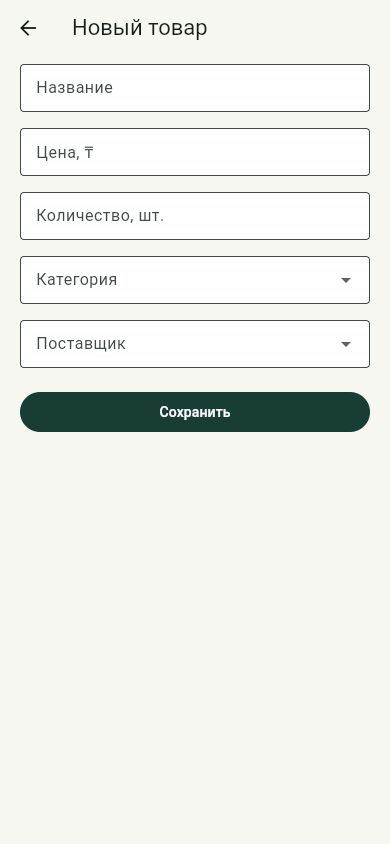 Новый товар
Название
Цена, ₸
Количество, шт.
Категория
Поставщик
Сохранить